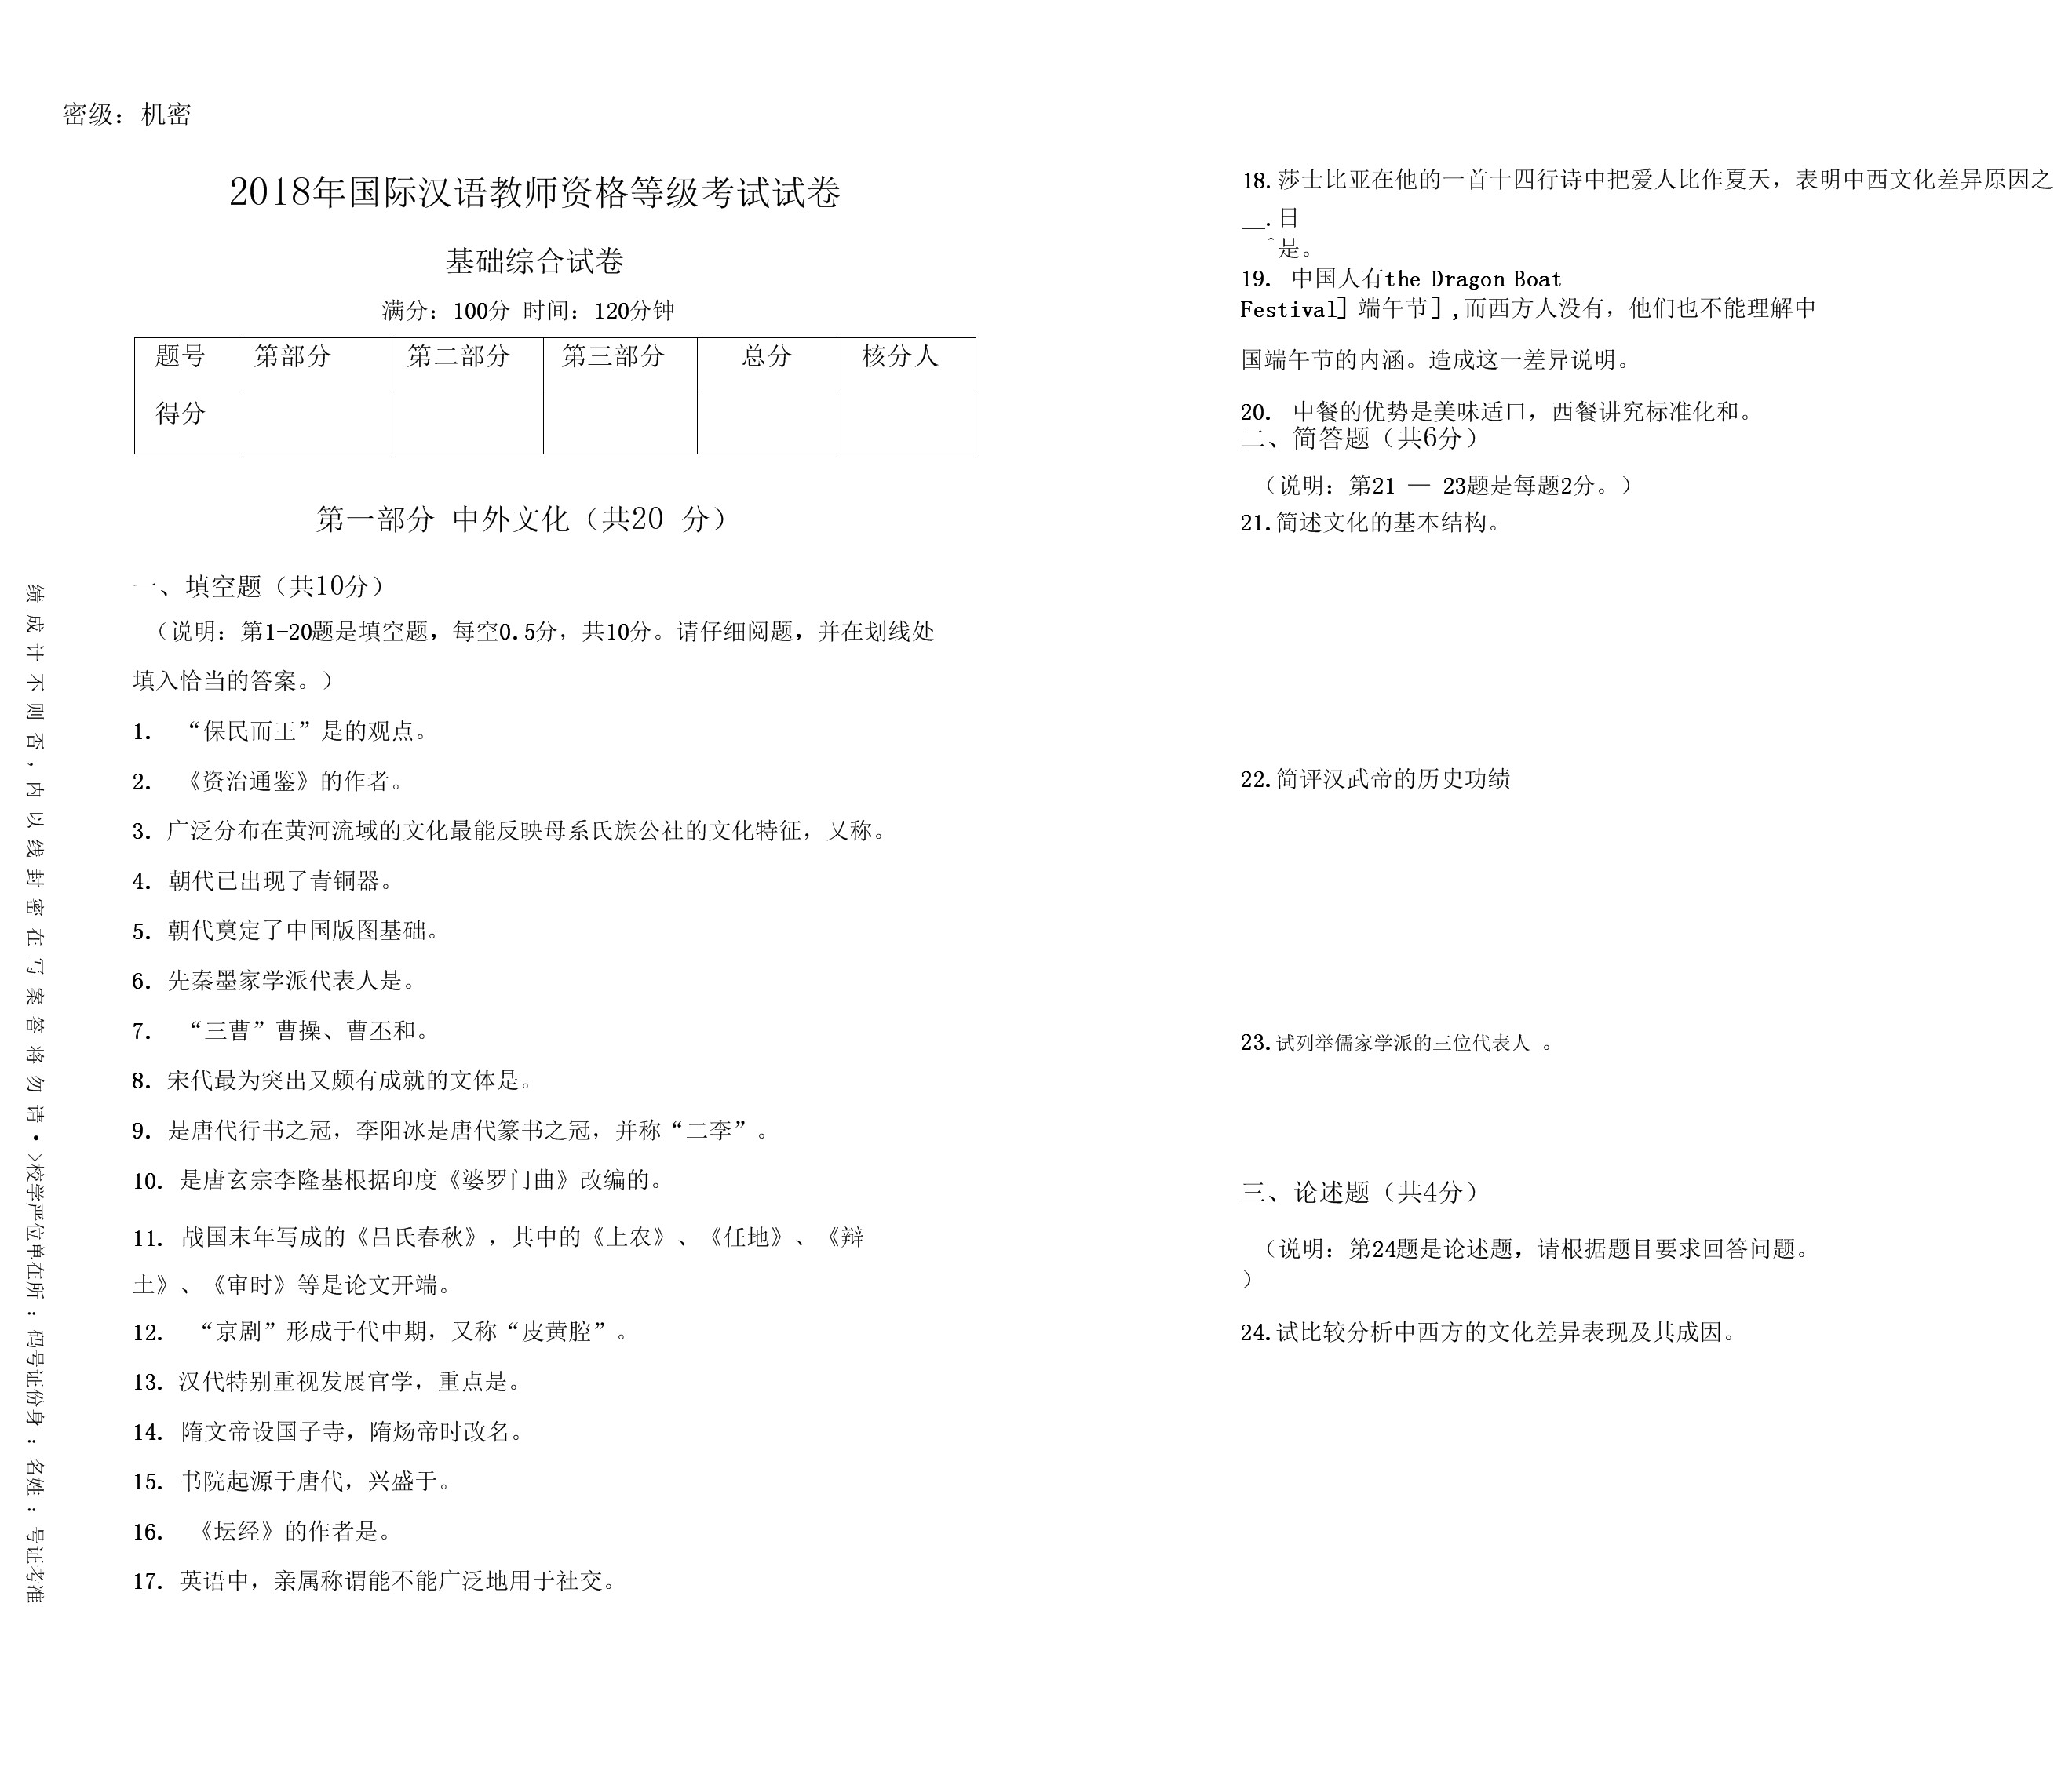 密级：机密
2018年国际汉语教师资格等级考试试卷
基础综合试卷
满分：100分 时间：120分钟
题号 第部分 第二部分 第三部分 总分 核分人
得分
第一部分 中外文化（共20 分）
一、填空题（共10分）
（说明：第1-20题是填空题，每空0.5分，共10分。请仔细阅题，并在划线处
填入恰当的答案。）
1. “保民而王”是的观点。
2. 《资治通鉴》的作者。
3. 广泛分布在黄河流域的文化最能反映母系氏族公社的文化特征，又称。
4. 朝代已出现了青铜器。
5. 朝代奠定了中国版图基础。
6. 先秦墨家学派代表人是。
7. “三曹”曹操、曹丕和。
8. 宋代最为突出又颇有成就的文体是。
9. 是唐代行书之冠，李阳冰是唐代篆书之冠，并称“二李”。
10. 是唐玄宗李隆基根据印度《婆罗门曲》改编的。
11. 战国末年写成的《吕氏春秋》，其中的《上农》、《任地》、《辩
土》、《审时》等是论文开端。
12. “京剧”形成于代中期，又称“皮黄腔”。
13. 汉代特别重视发展官学，重点是。
14. 隋文帝设国子寺，隋炀帝时改名。
15. 书院起源于唐代，兴盛于。
16. 《坛经》的作者是。
17. 英语中，亲属称谓能不能广泛地用于社交。
绩成计不则否，内以线封密在写案答将勿请•>校学严位单在所：码号证份身：名姓：号证考准
18. 莎士比亚在他的一首十四行诗中把爱人比作夏天，表明中西文化差异原因之
__.日
^是。
19. 中国人有the Dragon Boat
Festival］端午节］,而西方人没有，他们也不能理解中
国端午节的内涵。造成这一差异说明。
20. 中餐的优势是美味适口，西餐讲究标准化和。
二、简答题（共6分）
（说明：第21 — 23题是每题2分。）
21.简述文化的基本结构。
22.简评汉武帝的历史功绩
23.试列举儒家学派的三位代表人 。
三、论述题（共4分）
（说明：第24题是论述题，请根据题目要求回答问题。
）
24.试比较分析中西方的文化差异表现及其成因。